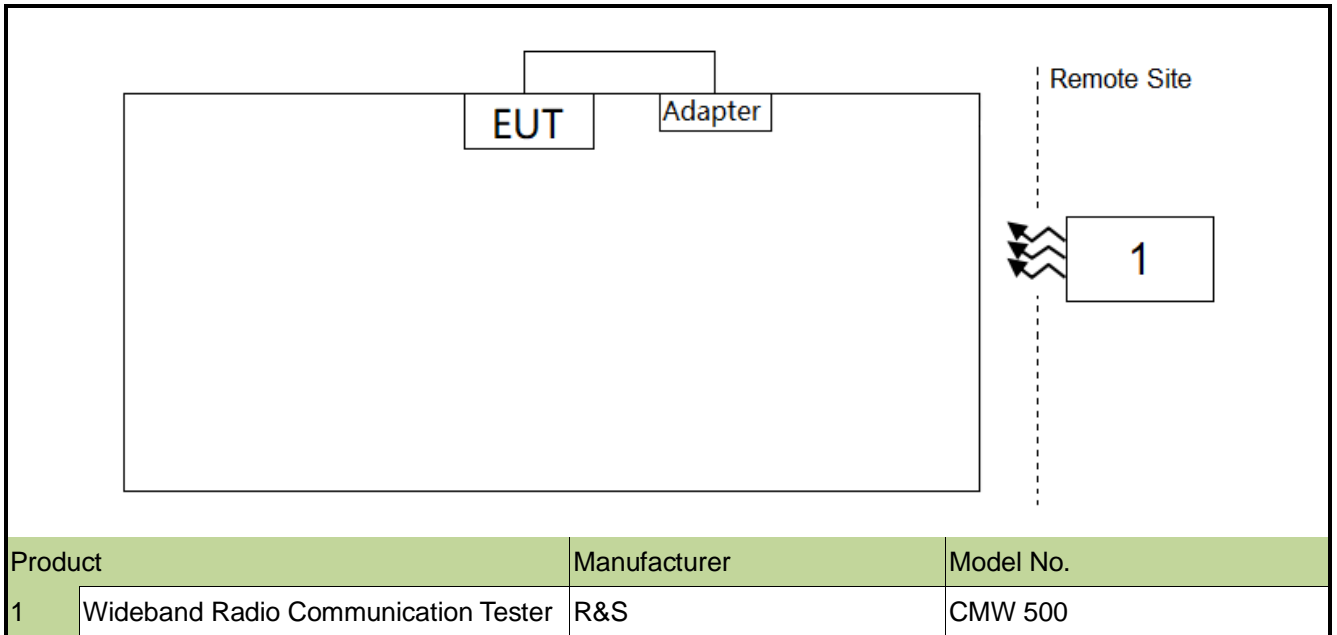 Remote Site
EUT
Adapter
1
Product Manufacturer Model No.
1 Wideband Radio Communication Tester R&S CMW 500